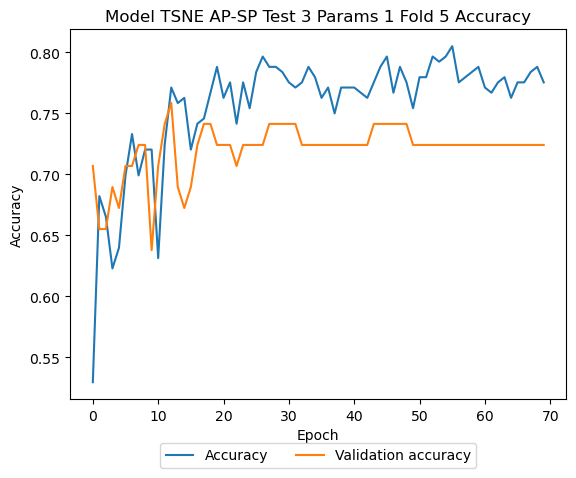 Model TSNE AP-SP Test 3 Params 1 Fold 5 Accuracy
0.80
0.75
0.70
0.65
0.60
0.55
Accuracy
0 10 20 30 40 50 60 70
Epoch
Accuracy Validation accuracy